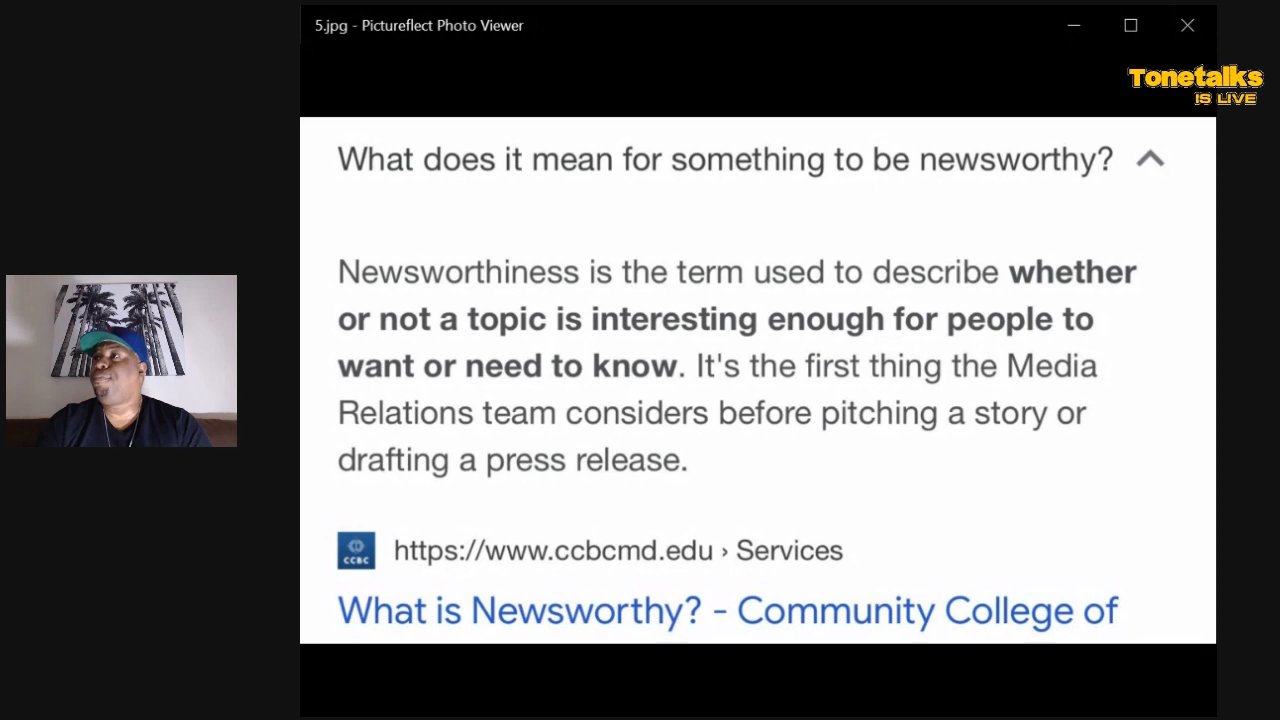 5.jpg - Pictureflect Photo Viewer
Tonetalks
IS LIVE
What does it mean for something to be newsworthy?
Newsworthiness is the term used to describe whether
or not a topic is interesting enough for people to
want or need to know. It's the first thing the Media
Relations team considers before pitching a story or
drafting a press release.
CCBC
https://www.ccbcmd.edu › Services
What is Newsworthy? - Community College of